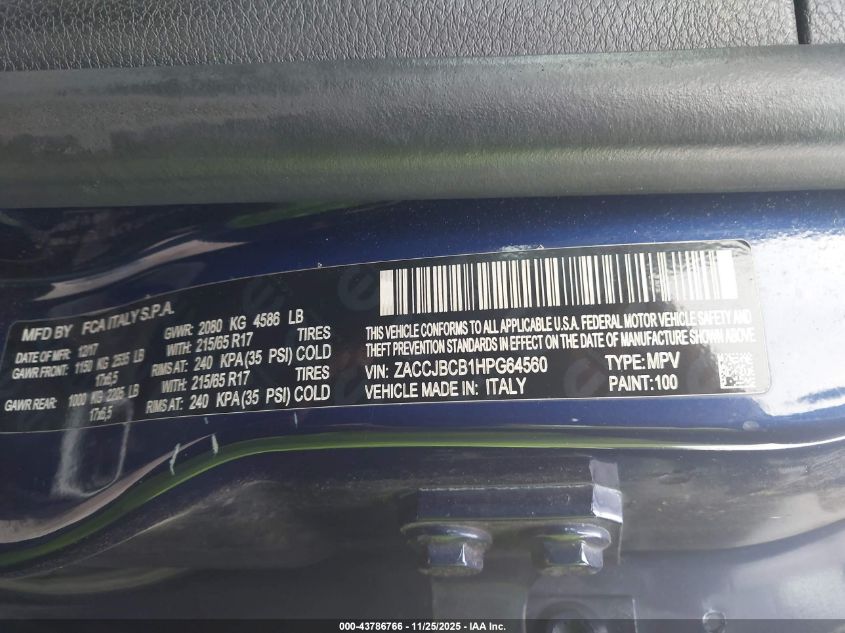 MFD BY FCA ITALY S.P.A.
DATE OF MFR: 12/17 GVWR: 2080 KG 4586 LB
GAWR FRONT: 1150 KG 2535 LB WITH: 215/65 R17 TIRES
17x6,5 RIMS AT: 240 KPA(35 PSI) COLD
GAWR REAR: 1000 KG 2205 LB WITH: 215/65 R17 TIRES
17x6,5 RIMS AT: 240 KPA(35 PSI) COLD
THIS VEHICLE CONFORMS TO ALL APPLICABLE U.S.A. FEDERAL MOTOR VEHICLE SAFETY AND
THEFT PREVENTION STANDARDS IN EFFECT ON THE DATE OF MANUFACTURE SHOWN ABOVE
VIN: ZACCJBCB1HPG64560 TYPE: MPV
VEHICLE MADE IN: ITALY PAINT: 100
000-43786766 - 11/25/2025 - IAA Inc.